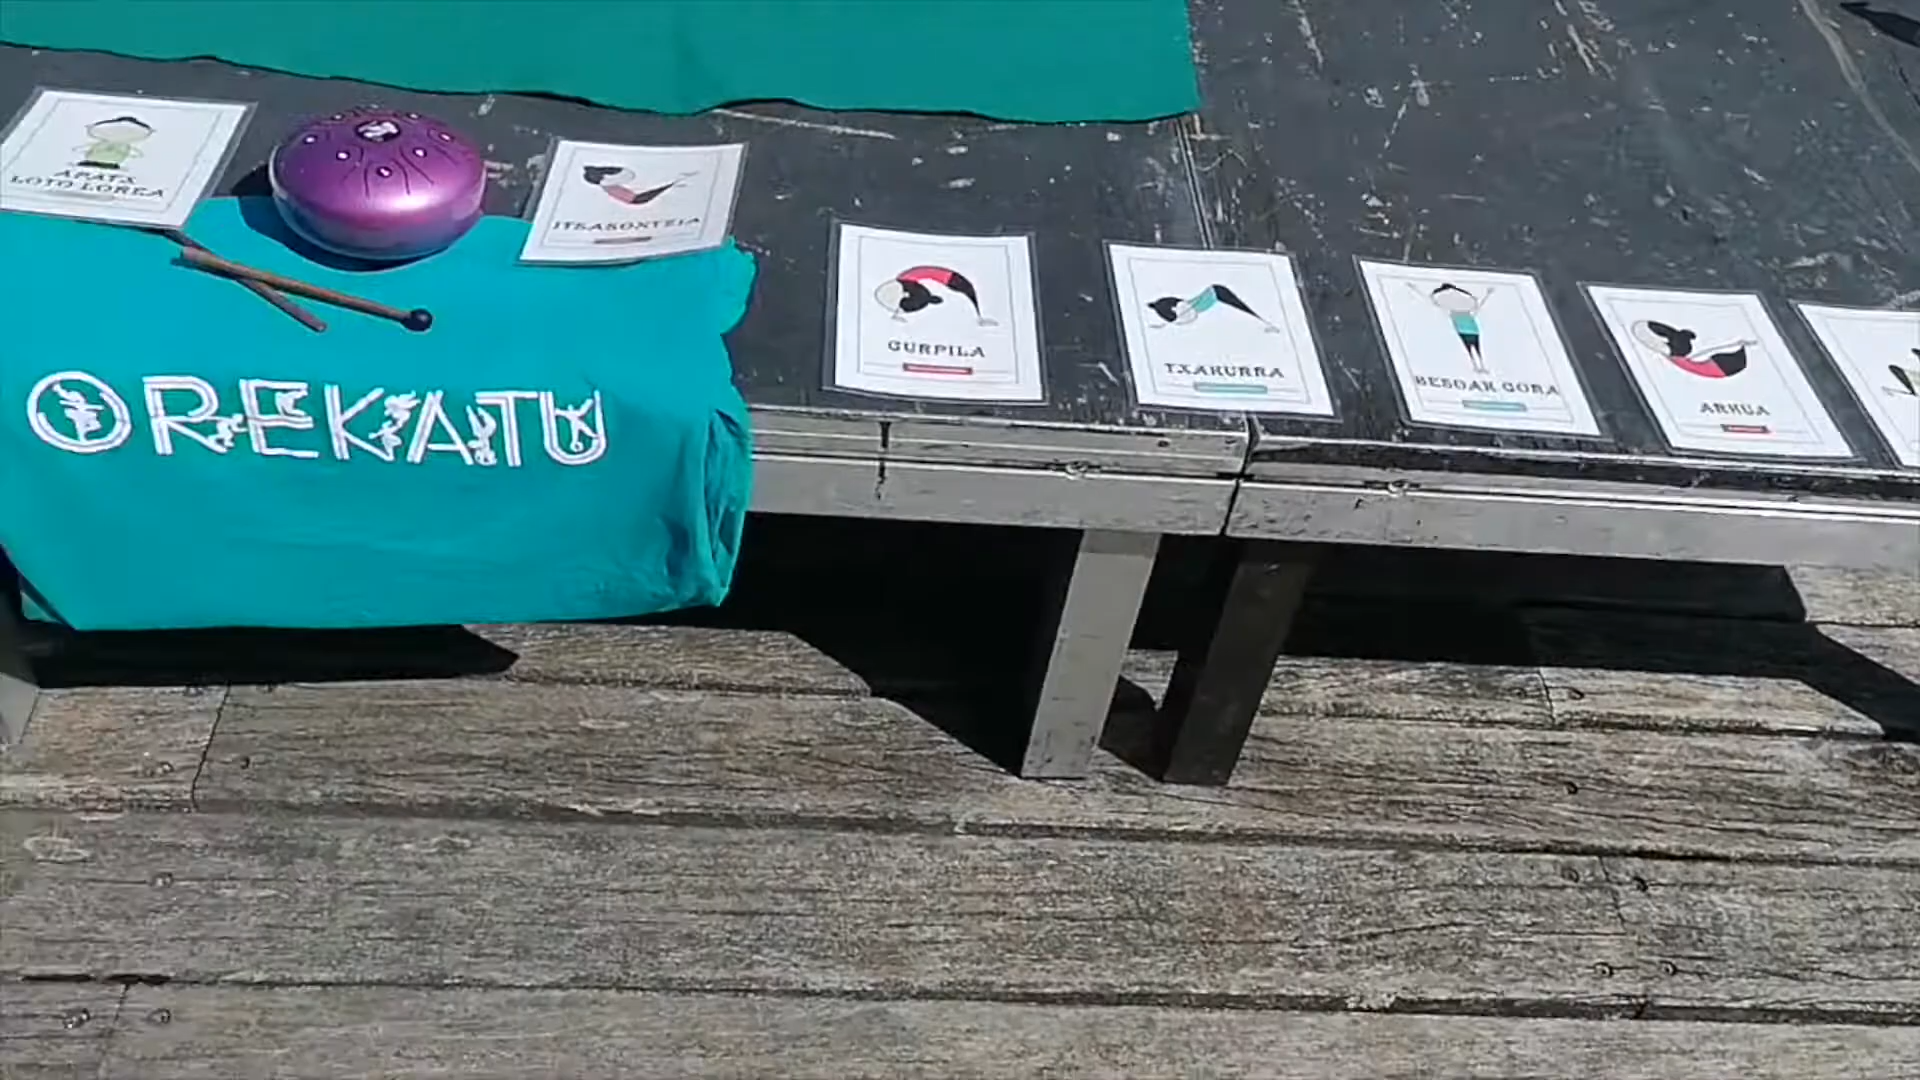 APATX
LOTO LOREA
ITSASONTZIA
GURPILA
TXAKURRA
BESOAK GORA
ARKUA
OREKATU